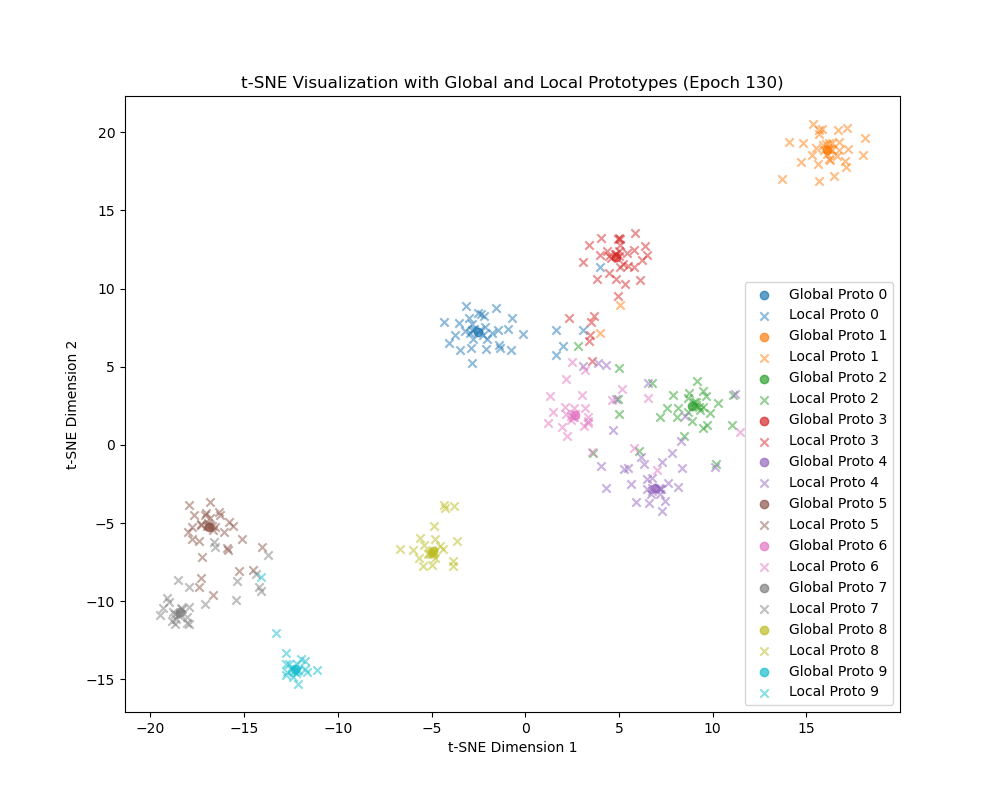 t-SNE Visualization with Global and Local Prototypes (Epoch 130)
t-SNE Dimension 2
20
15
10
5
0
−5
−10
−15
Global Proto 0
Local Proto 0
Global Proto 1
Local Proto 1
Global Proto 2
Local Proto 2
Global Proto 3
Local Proto 3
Global Proto 4
Local Proto 4
Global Proto 5
Local Proto 5
Global Proto 6
Local Proto 6
Global Proto 7
Local Proto 7
Global Proto 8
Local Proto 8
Global Proto 9
Local Proto 9
−20 −15 −10 −5 0 5 10 15
t-SNE Dimension 1